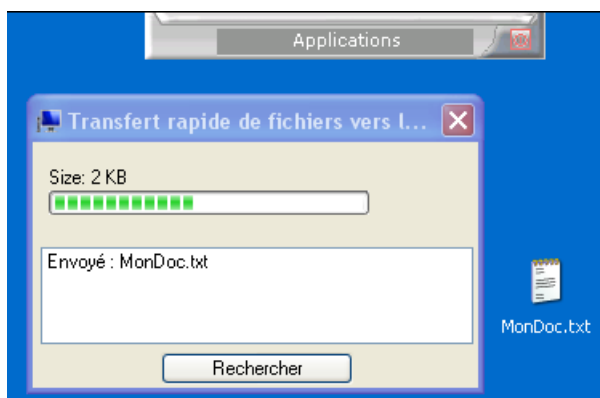 Applications
Transfert rapide de fichiers vers l...
Size: 2 KB
Envoyé : MonDoc.txt
MonDoc.txt
Rechercher